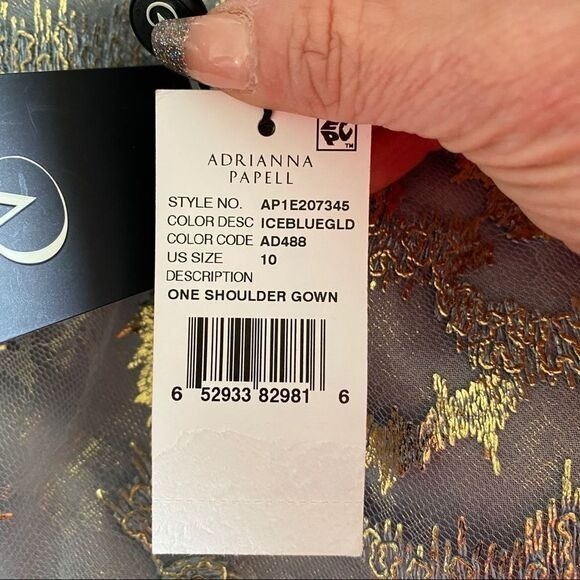 EPC™
ADRIANNA
PAPELL
STYLE NO. AP1E207345
COLOR DESC ICEBLUEGLD
COLOR CODE AD488
US SIZE 10
DESCRIPTION
ONE SHOULDER GOWN
6 52933 82981 6